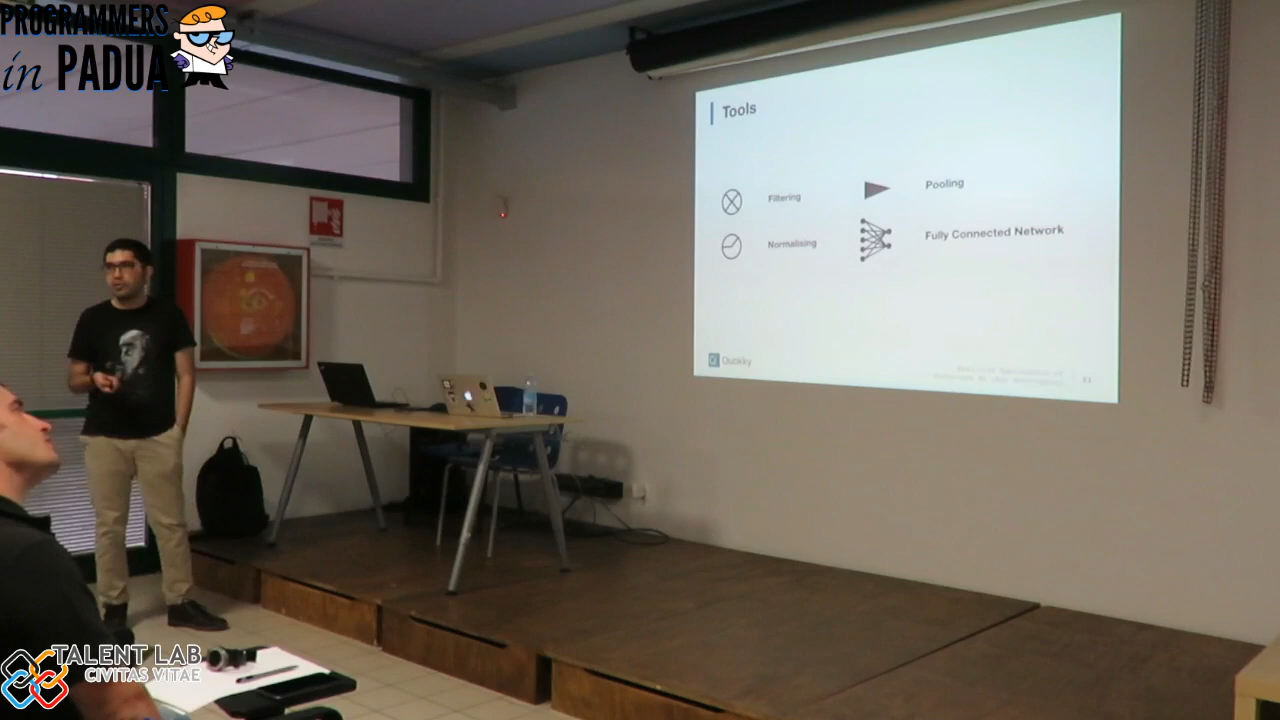 PROGRAMMERS
in PADUA
Tools
Filtering
Pooling
Normalising
Fully Connected Network
Quokky
TALENT LAB
CIVITAS VITAE